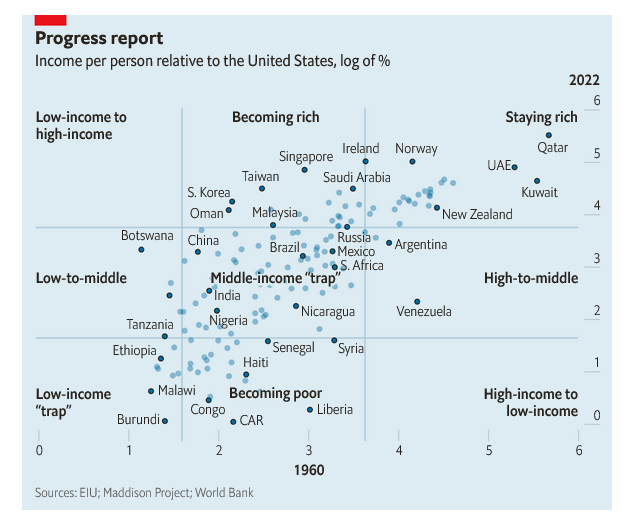 Progress report
Income per person relative to the United States, log of %
2022
Low-income to
high-income
Becoming rich
Staying rich
6
Ireland
Norway
Qatar
Singapore
5
Taiwan
Saudi Arabia
UAE
Kuwait
S. Korea
Oman
Malaysia
4
New Zealand
Botswana
China
Brazil
Russia
Mexico
Argentina
S. Africa
3
Low-to-middle
Middle-income “trap”
High-to-middle
India
Nigeria
Nicaragua
Venezuela
2
Tanzania
Ethiopia
Senegal
Syria
Haiti
1
Low-income
“trap”
Malawi
Becoming poor
High-income to
low-income
Congo
Liberia
Burundi
CAR
0
0
1
2
3
4
5
6
1960
Sources: EIU; Maddison Project; World Bank